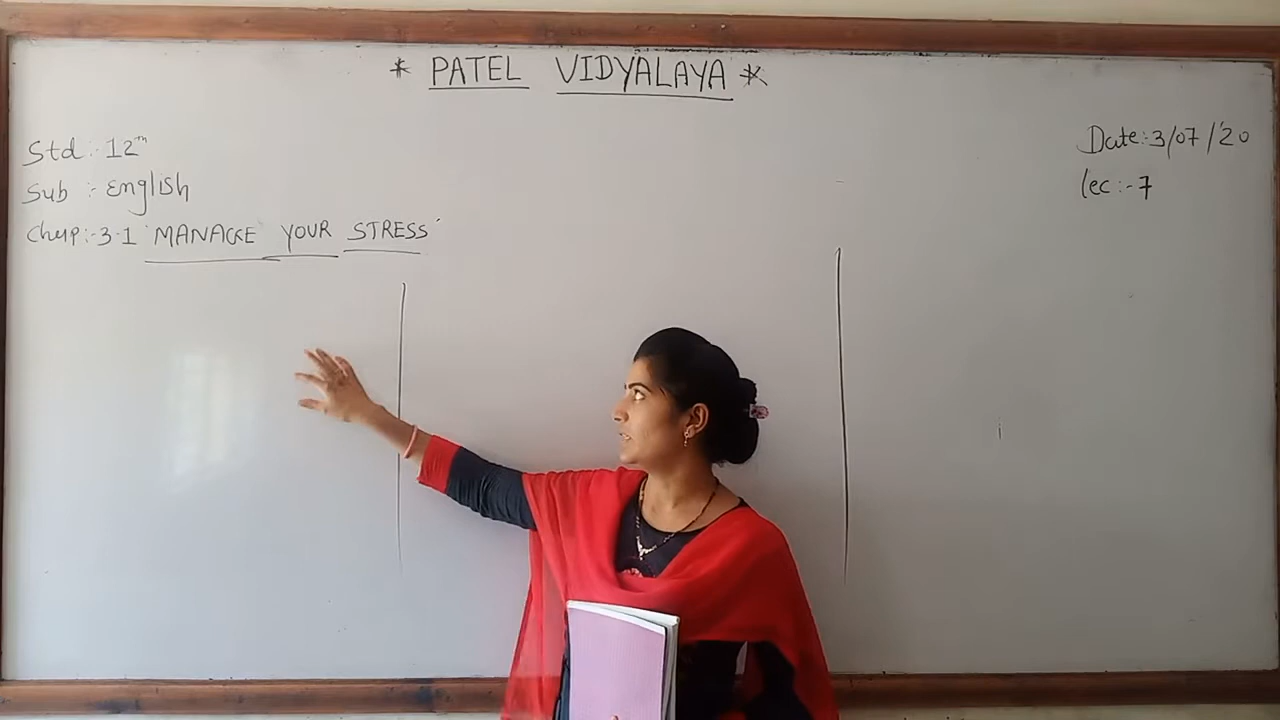 * PATEL VIDYALAYA *
Std :- 12th
Sub :- English
Chap :- 3.1 'MANAGE YOUR STRESS'
Date :- 3/07/'20
lec :- 7